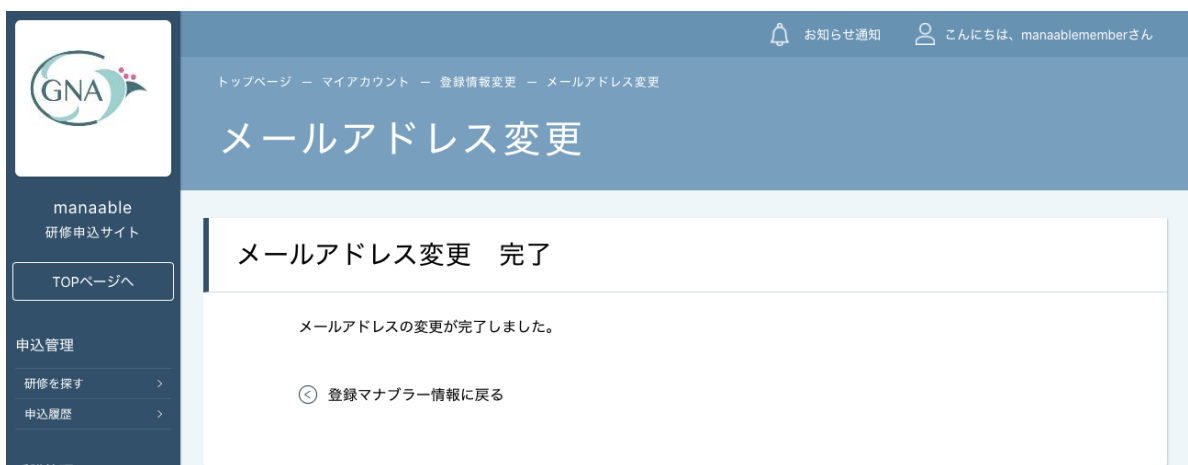 お知らせ通知
こんにちは、manaablememberさん
GNA
トップページ － マイアカウント － 登録情報変更 － メールアドレス変更
メールアドレス変更
manaable
研修申込サイト
TOPページへ
申込管理
研修を探す
申込履歴
メールアドレス変更　完了
メールアドレスの変更が完了しました。
登録マナブラー情報に戻る